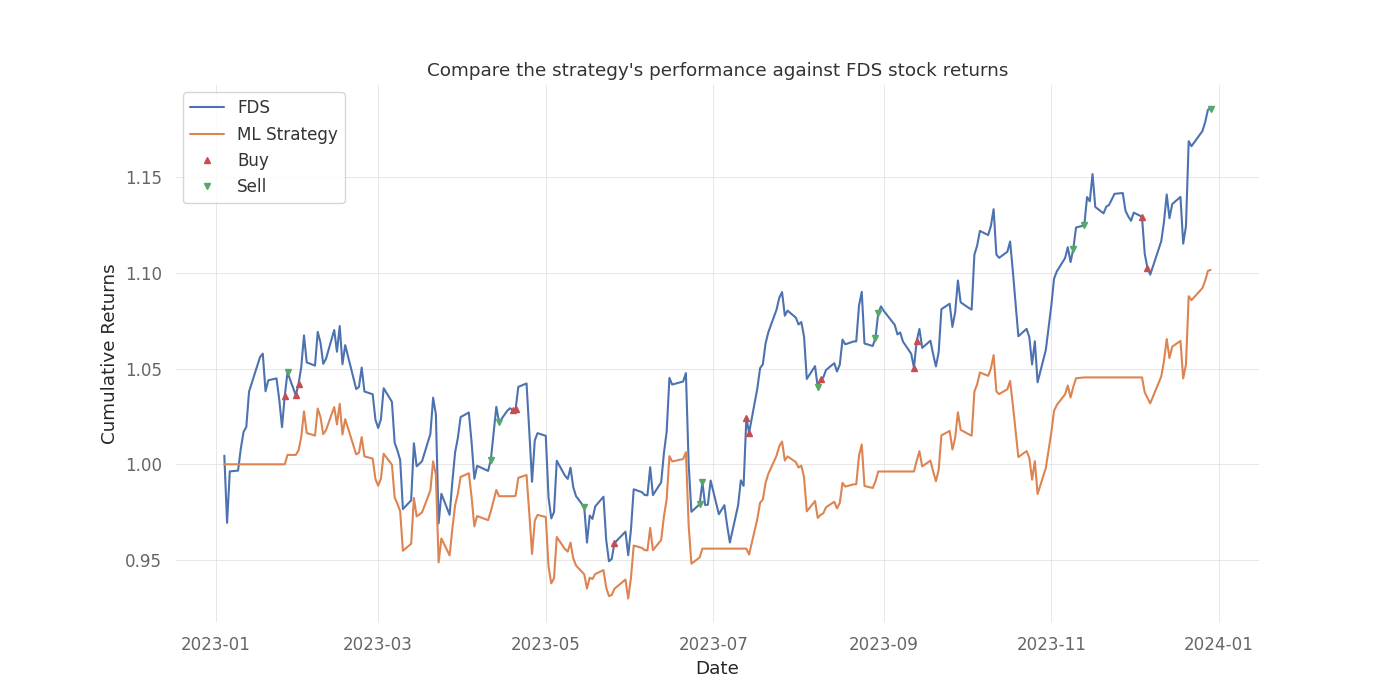 Compare the strategy's performance against FDS stock returns
FDS
ML Strategy
Buy
Sell
Cumulative Returns
1.15
1.10
1.05
1.00
0.95
2023-01
2023-03
2023-05
2023-07
2023-09
2023-11
2024-01
Date